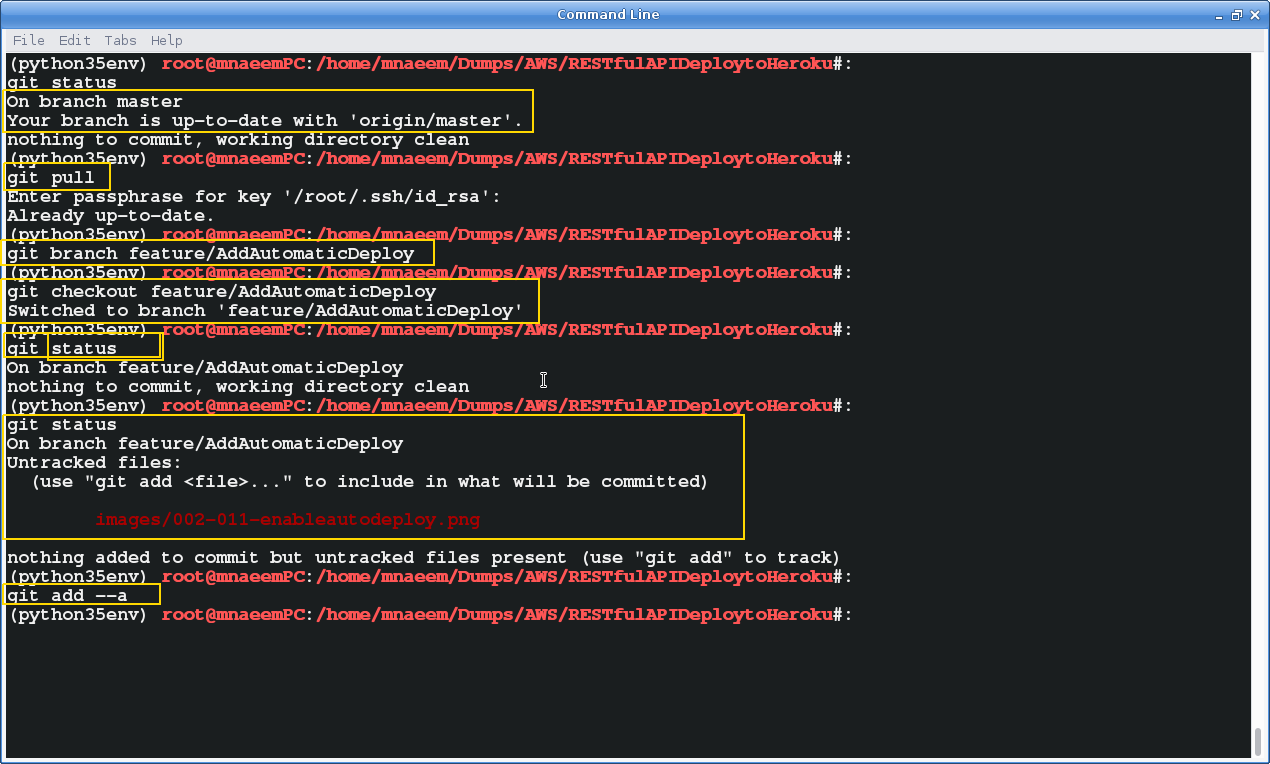 Command Line
File Edit Tabs Help
(python35env) root@mnaeemPC:/home/mnaeem/Dumps/AWS/RESTfulAPIDeploytoHeroku#:
git status
On branch master
Your branch is up-to-date with 'origin/master'.
nothing to commit, working directory clean
(python35env) root@mnaeemPC:/home/mnaeem/Dumps/AWS/RESTfulAPIDeploytoHeroku#:
git pull
Enter passphrase for key '/root/.ssh/id_rsa':
Already up-to-date.
(python35env) root@mnaeemPC:/home/mnaeem/Dumps/AWS/RESTfulAPIDeploytoHeroku#:
git branch feature/AddAutomaticDeploy
(python35env) root@mnaeemPC:/home/mnaeem/Dumps/AWS/RESTfulAPIDeploytoHeroku#:
git checkout feature/AddAutomaticDeploy
Switched to branch 'feature/AddAutomaticDeploy'
(python35env) root@mnaeemPC:/home/mnaeem/Dumps/AWS/RESTfulAPIDeploytoHeroku#:
git status
On branch feature/AddAutomaticDeploy
nothing to commit, working directory clean
(python35env) root@mnaeemPC:/home/mnaeem/Dumps/AWS/RESTfulAPIDeploytoHeroku#:
git status
On branch feature/AddAutomaticDeploy
Untracked files:
  (use "git add <file>..." to include in what will be committed)
        images/002-011-enableautodeploy.png
nothing added to commit but untracked files present (use "git add" to track)
(python35env) root@mnaeemPC:/home/mnaeem/Dumps/AWS/RESTfulAPIDeploytoHeroku#:
git add --a
(python35env) root@mnaeemPC:/home/mnaeem/Dumps/AWS/RESTfulAPIDeploytoHeroku#: